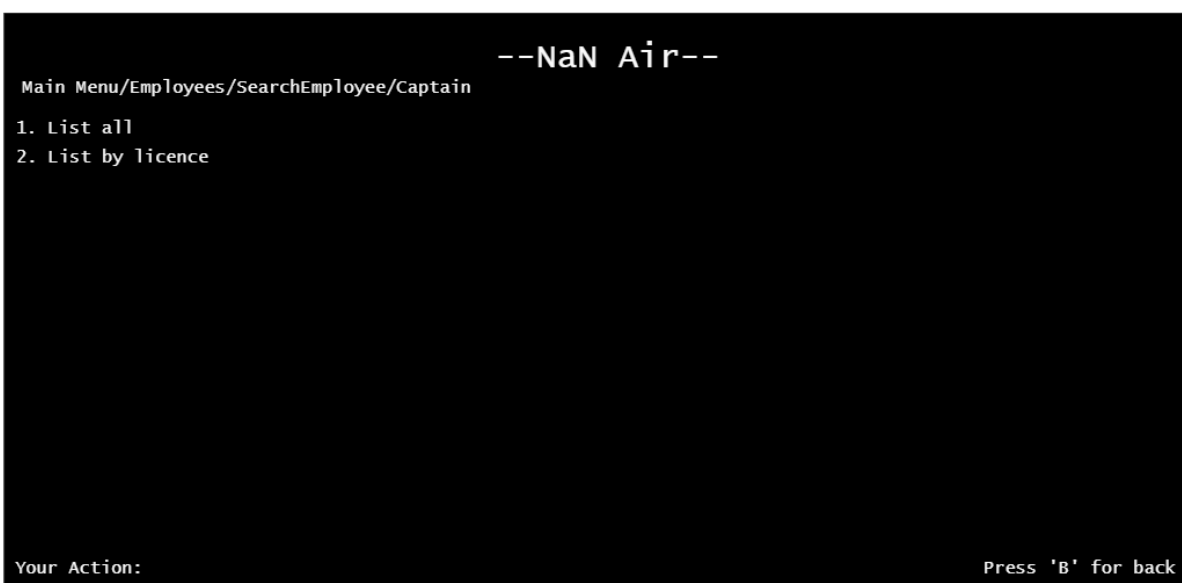 --NaN Air--
Main Menu/Employees/SearchEmployee/Captain
1. List all
2. List by licence
Your Action:
Press 'B' for back